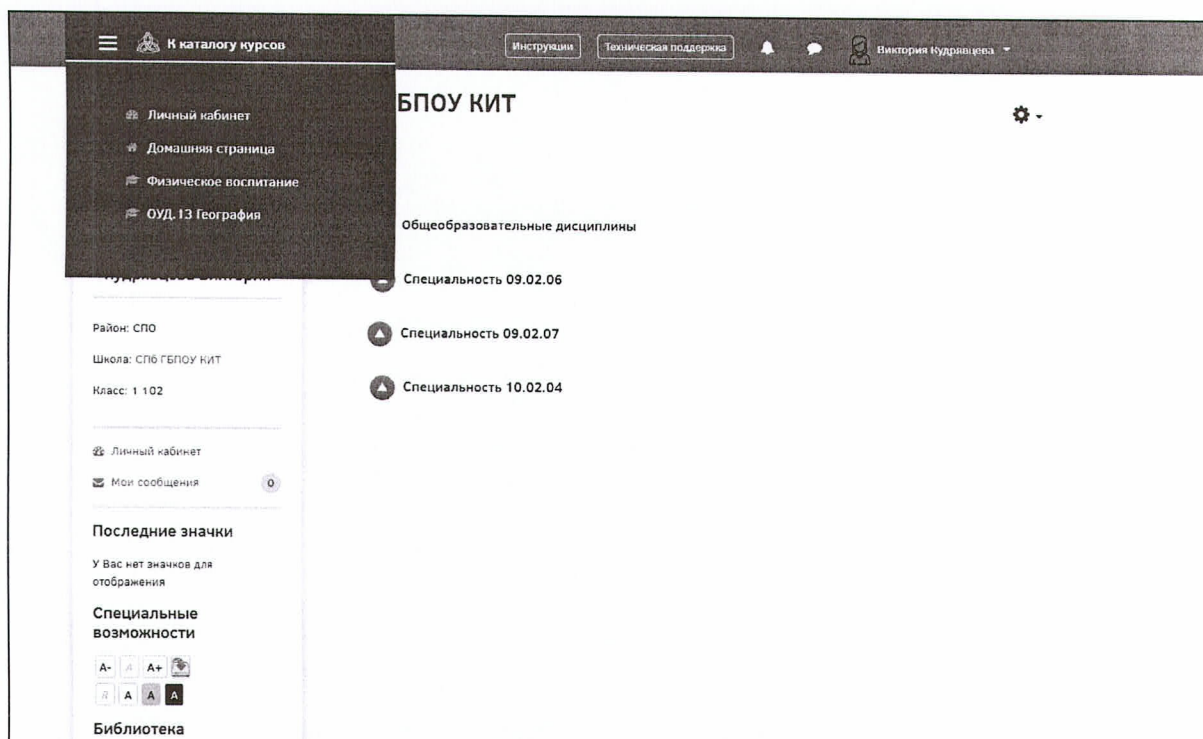 К каталогу курсов
Инструкции
Техническая поддержка
Виктория Кудрявцева
БПОУ КИТ
Личный кабинет
Домашняя страница
Физическое воспитание
ОУД.13 География
Общеобразовательные дисциплины
Специальность 09.02.06
Специальность 09.02.07
Специальность 10.02.04
Район: СПО
Школа: СПб ГБПОУ КИТ
Класс: 1 102
Личный кабинет
Мои сообщения 0
Последние значки
У Вас нет значков для
отображения
Специальные
возможности
A- A A+
R A A A
Библиотека